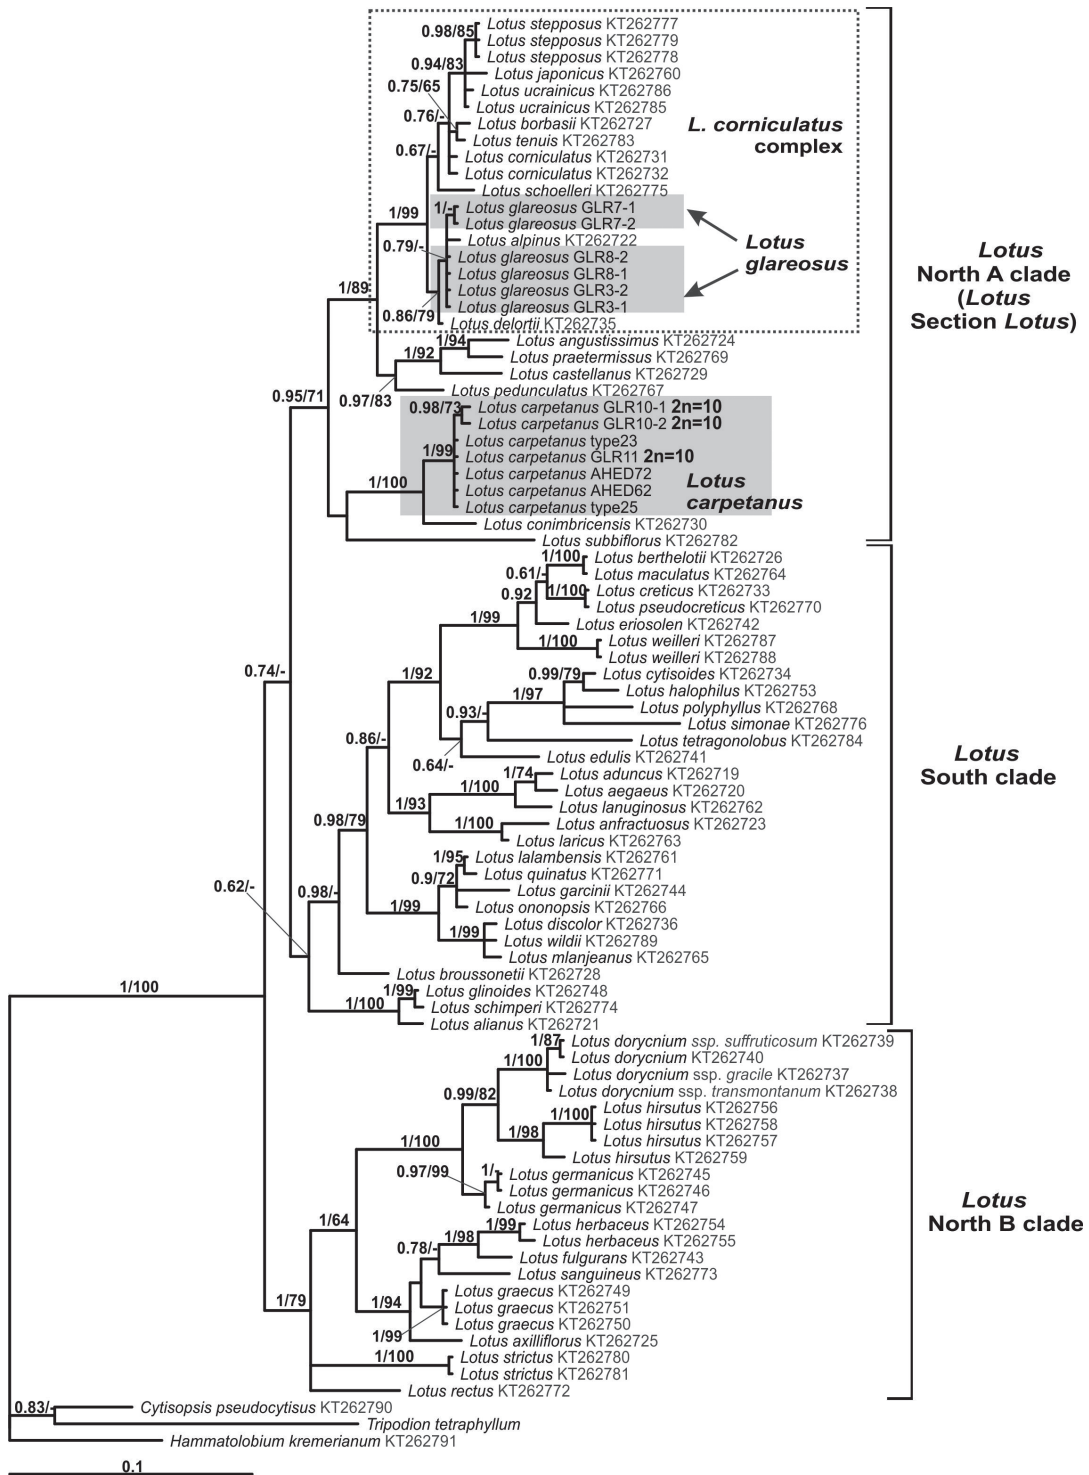 Lotus stepposus KT262777
0.98/85
Lotus stepposus KT262779
Lotus stepposus KT262778
0.94/83
Lotus japonicus KT262760
0.75/65
Lotus ucrainicus KT262786
Lotus ucrainicus KT262785
0.76/-
Lotus borbasii KT262727
L. corniculatus
complex
Lotus tenuis KT262783
0.67/-
Lotus corniculatus KT262731
Lotus corniculatus KT262732
Lotus schoelleri KT262775
1/-
Lotus glareosus GLR7-1
1/99
Lotus glareosus GLR7-2
Lotus alpinus KT262722
0.79/-
Lotus
glareosus
Lotus glareosus GLR8-2
Lotus glareosus GLR8-1
Lotus glareosus GLR3-2
Lotus glareosus GLR3-1
0.86/79
Lotus delortii KT262735
Lotus
North A clade
(Lotus
Section Lotus)
1/89
1/94
Lotus angustissimus KT262724
1/92
Lotus praetermissus KT262769
Lotus castellanus KT262729
0.97/83
Lotus pedunculatus KT262767
0.95/71
0.98/73
Lotus carpetanus GLR10-1 2n=10
Lotus carpetanus GLR10-2 2n=10
Lotus carpetanus type23
1/99
Lotus carpetanus GLR11 2n=10
Lotus carpetanus AHED72
Lotus
carpetanus
1/100
Lotus carpetanus AHED62
Lotus carpetanus type25
Lotus conimbricensis KT262730
Lotus subbiflorus KT262782
1/100
Lotus berthelotii KT262726
0.61/-
Lotus maculatus KT262764
1/100
Lotus creticus KT262733
0.92
Lotus pseudocreticus KT262770
1/99
Lotus eriosolen KT262742
1/100
Lotus weilleri KT262787
Lotus weilleri KT262788
0.74/-
1/92
0.99/79
Lotus cytisoides KT262734
1/97
Lotus halophilus KT262753
Lotus polyphyllus KT262768
0.93/-
Lotus simonae KT262776
0.86/-
Lotus tetragonolobus KT262784
0.64/-
Lotus edulis KT262741
Lotus
South clade
1/74
Lotus aduncus KT262719
1/100
Lotus aegaeus KT262720
1/93
Lotus lanuginosus KT262762
0.98/79
1/100
Lotus anfractuosus KT262723
Lotus laricus KT262763
1/95
Lotus lalambensis KT262761
0.9/72
Lotus quinatus KT262771
0.62/-
0.98/-
Lotus garcinii KT262744
1/99
Lotus ononopsis KT262766
Lotus discolor KT262736
1/99
Lotus wildii KT262789
Lotus mlanjeanus KT262765
Lotus broussonetii KT262728
1/100
1/99
Lotus glinoides KT262748
1/100
Lotus schimperi KT262774
Lotus alianus KT262721
1/87
Lotus dorycnium ssp. suffruticosum KT262739
1/100
Lotus dorycnium KT262740
Lotus dorycnium ssp. gracile KT262737
0.99/82
Lotus dorycnium ssp. transmontanum KT262738
1/100
Lotus hirsutus KT262756
Lotus hirsutus KT262758
1/100
1/98
Lotus hirsutus KT262757
Lotus hirsutus KT262759
0.97/99
1/-
Lotus germanicus KT262745
Lotus germanicus KT262746
Lotus germanicus KT262747
Lotus
North B clade
1/64
1/99
Lotus herbaceus KT262754
0.78/-
1/98
Lotus herbaceus KT262755
Lotus fulgurans KT262743
Lotus sanguineus KT262773
1/79
1/94
Lotus graecus KT262749
Lotus graecus KT262751
Lotus graecus KT262750
1/99
Lotus axilliflorus KT262725
1/100
Lotus strictus KT262780
Lotus strictus KT262781
Lotus rectus KT262772
0.83/-
Cytisopsis pseudocytisus KT262790
Tripodion tetraphyllum
Hammatolobium kremerianum KT262791
0.1